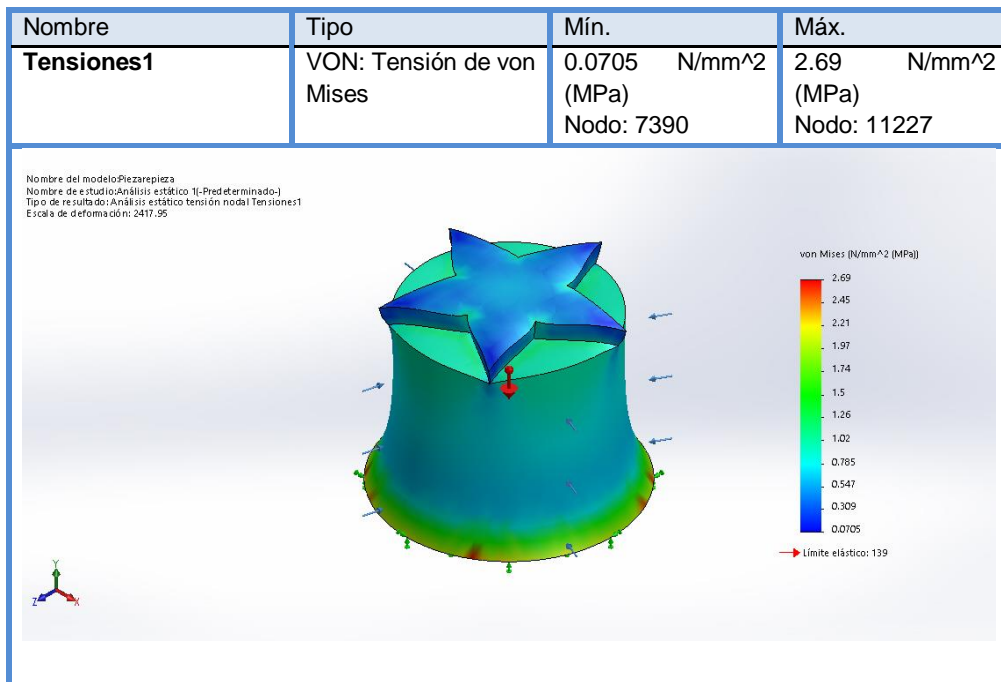 Nombre Tipo Mín. Máx.
Tensiones1 VON: Tensión de von 0.0705 N/mm^2 2.69 N/mm^2
Mises (MPa) (MPa)
Nodo: 7390 Nodo: 11227
Nombre del modelo:Piezarepieza
Nombre de estudio:Análisis estático 1(-Predeterminado-)
Tipo de resultado: Análisis estático tensión nodal Tensiones1
Escala de deformación: 2417.95
von Mises (N/mm^2 (MPa))
2.69
2.45
2.21
1.97
1.74
1.5
1.26
1.02
0.785
0.547
0.309
0.0705
Límite elástico: 139
Y
Z X